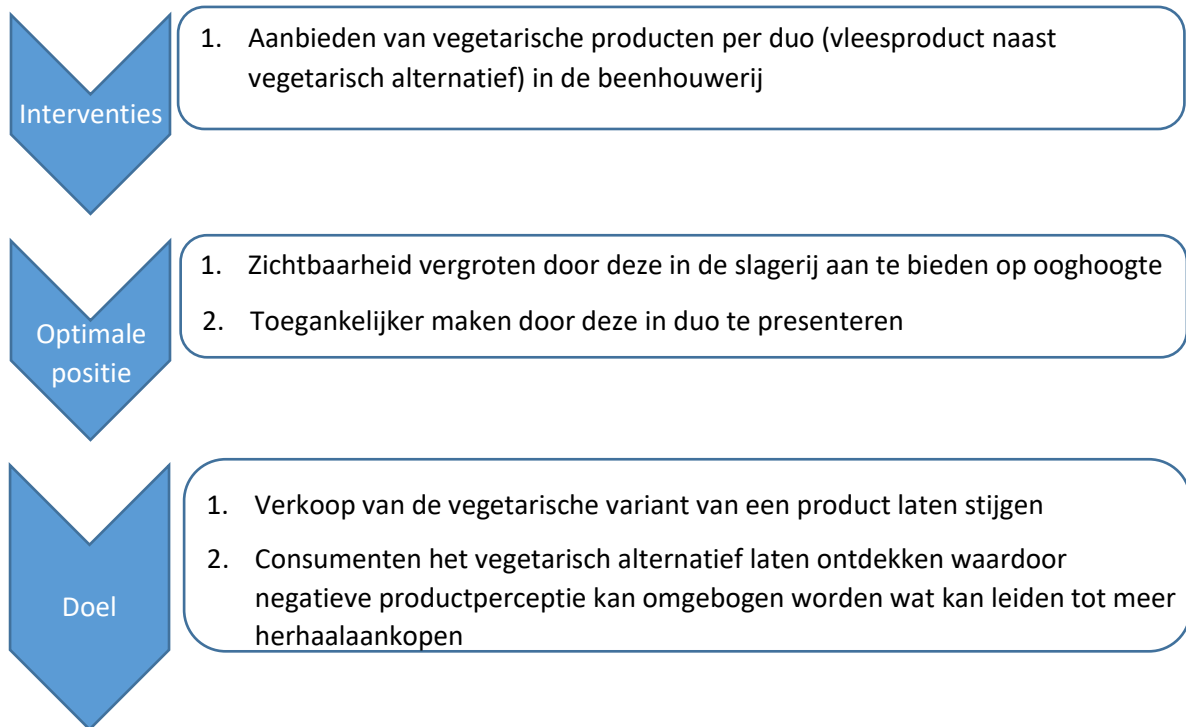 Interventies
1. Aanbieden van vegetarische producten per duo (vleesproduct naast
vegetarisch alternatief) in de beenhouwerij
Optimale
positie
1. Zichtbaarheid vergroten door deze in de slagerij aan te bieden op ooghoogte
2. Toegankelijker maken door deze in duo te presenteren
Doel
1. Verkoop van de vegetarische variant van een product laten stijgen
2. Consumenten het vegetarisch alternatief laten ontdekken waardoor
negatieve productperceptie kan omgebogen worden wat kan leiden tot meer
herhaalaankopen